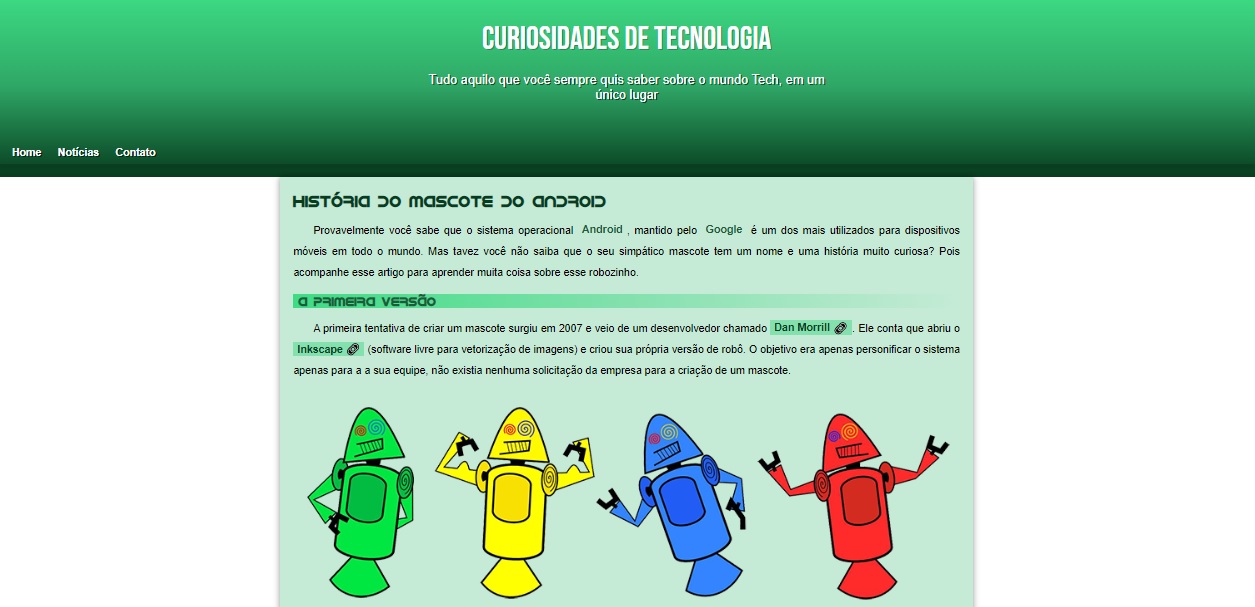 CURIOSIDADES DE TECNOLOGIA
Tudo aquilo que você sempre quis saber sobre o mundo Tech, em um
único lugar
Home Notícias Contato
HISTÓRIA DO MASCOTE DO ANDROID
Provavelmente você sabe que o sistema operacional Android , mantido pelo Google é um dos mais utilizados para dispositivos
móveis em todo o mundo. Mas tavez você não saiba que o seu simpático mascote tem um nome e uma história muito curiosa? Pois
acompanhe esse artigo para aprender muita coisa sobre esse robozinho.
A PRIMEIRA VERSÃO
A primeira tentativa de criar um mascote surgiu em 2007 e veio de um desenvolvedor chamado Dan Morrill . Ele conta que abriu o
Inkscape (software livre para vetorização de imagens) e criou sua própria versão de robô. O objetivo era apenas personificar o sistema
apenas para a a sua equipe, não existia nenhuma solicitação da empresa para a criação de um mascote.